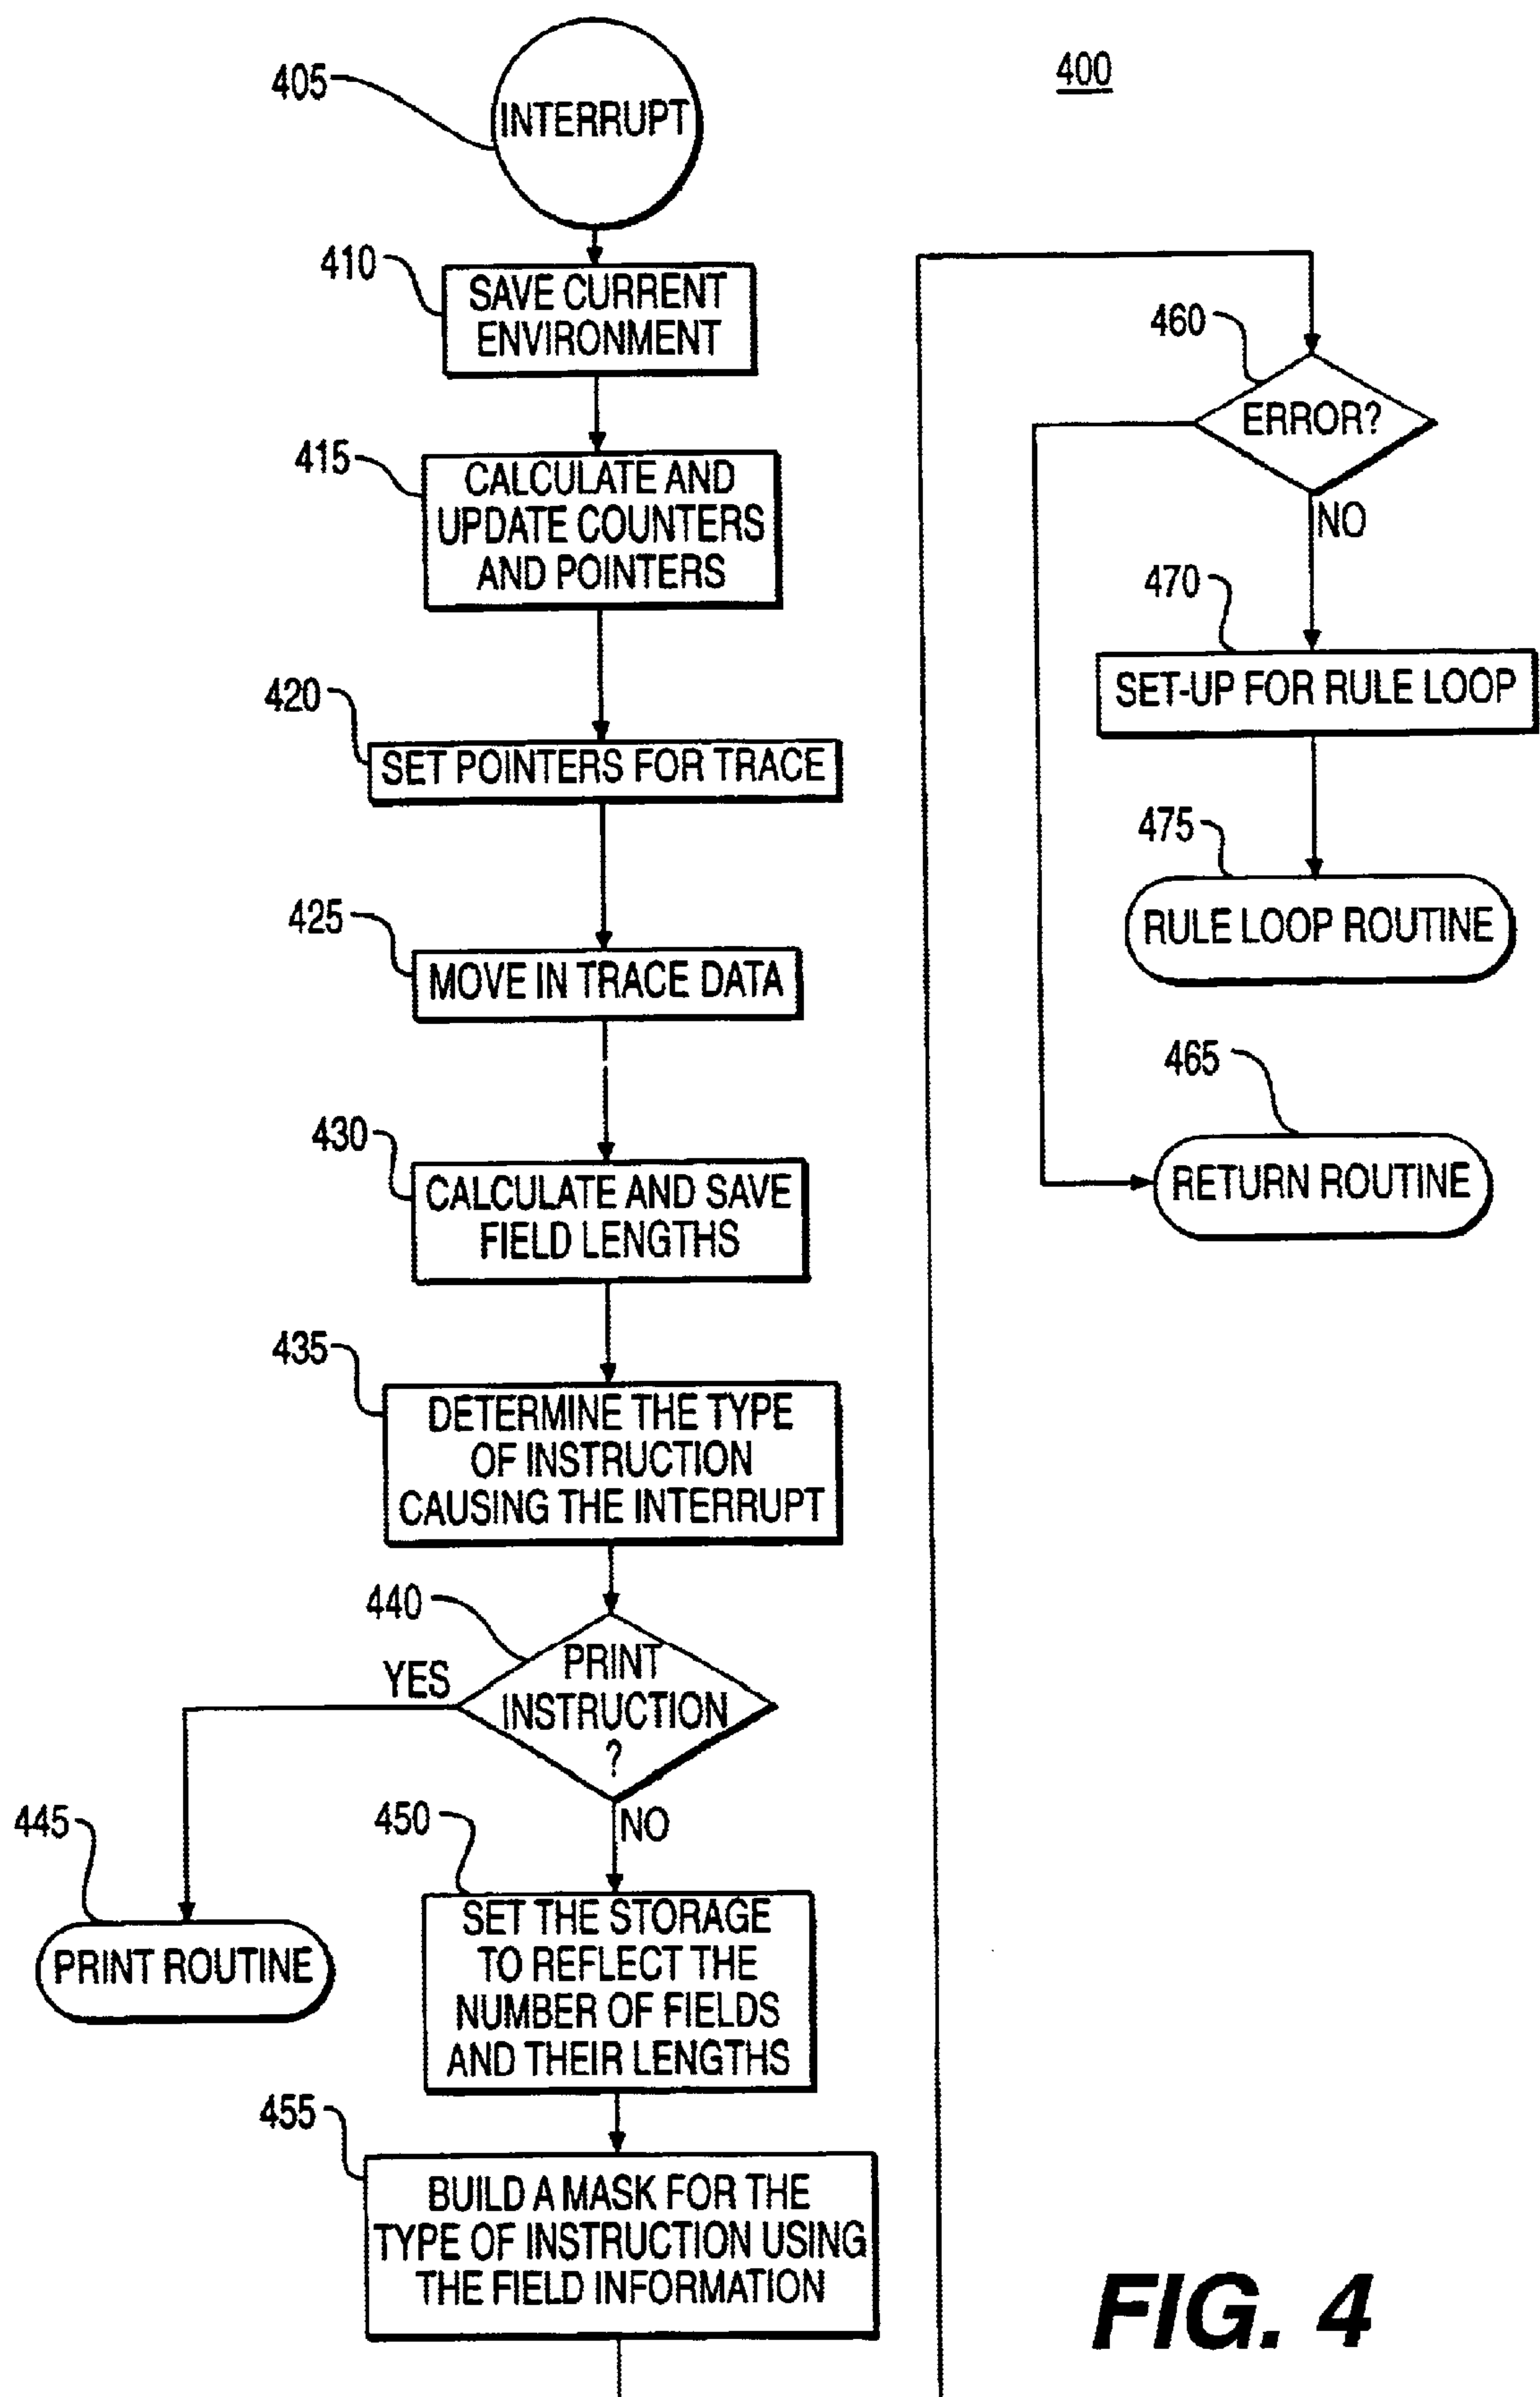 400
405
INTERRUPT
410
SAVE CURRENT
ENVIRONMENT
415
CALCULATE AND
UPDATE COUNTERS
AND POINTERS
420
SET POINTERS FOR TRACE
425
MOVE IN TRACE DATA
430
CALCULATE AND SAVE
FIELD LENGTHS
435
DETERMINE THE TYPE
OF INSTRUCTION
CAUSING THE INTERRUPT
440
PRINT
INSTRUCTION
?
YES
NO
445
PRINT ROUTINE
450
SET THE STORAGE
TO REFLECT THE
NUMBER OF FIELDS
AND THEIR LENGTHS
455
BUILD A MASK FOR THE
TYPE OF INSTRUCTION USING
THE FIELD INFORMATION
460
ERROR?
NO
470
SET-UP FOR RULE LOOP
475
RULE LOOP ROUTINE
465
RETURN ROUTINE
FIG. 4